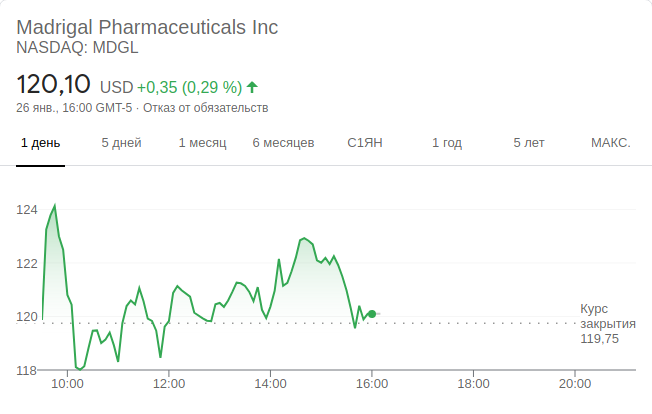 Madrigal Pharmaceuticals Inc
NASDAQ: MDGL
120,10 USD +0,35 (0,29 %)
26 янв., 16:00 GMT-5 · Отказ от обязательств
1 день 5 дней 1 месяц 6 месяцев С1ЯН 1 год 5 лет МАКС.
124
122
120
118
Курс
закрытия
119,75
10:00 12:00 14:00 16:00 18:00 20:00